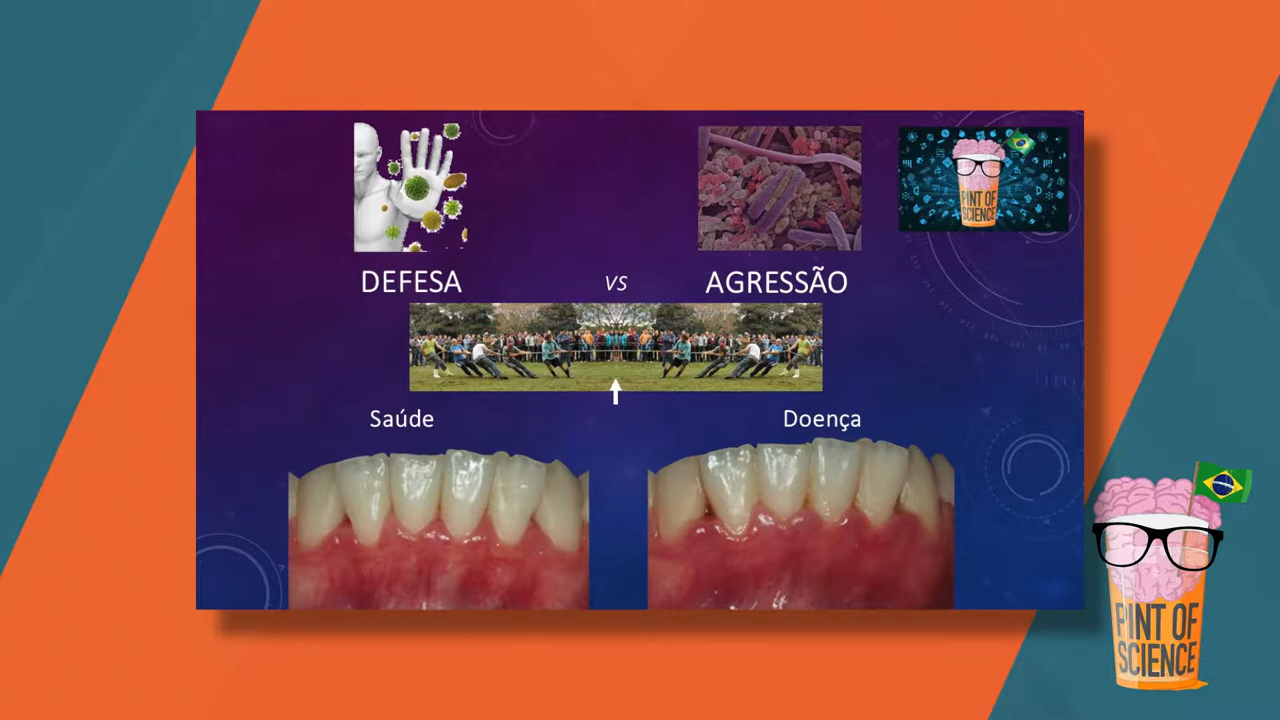 DEFESA
VS
AGRESSÃO
PINT OF
SCIENCE
Saúde
Doença
PINT OF
SCIENCE